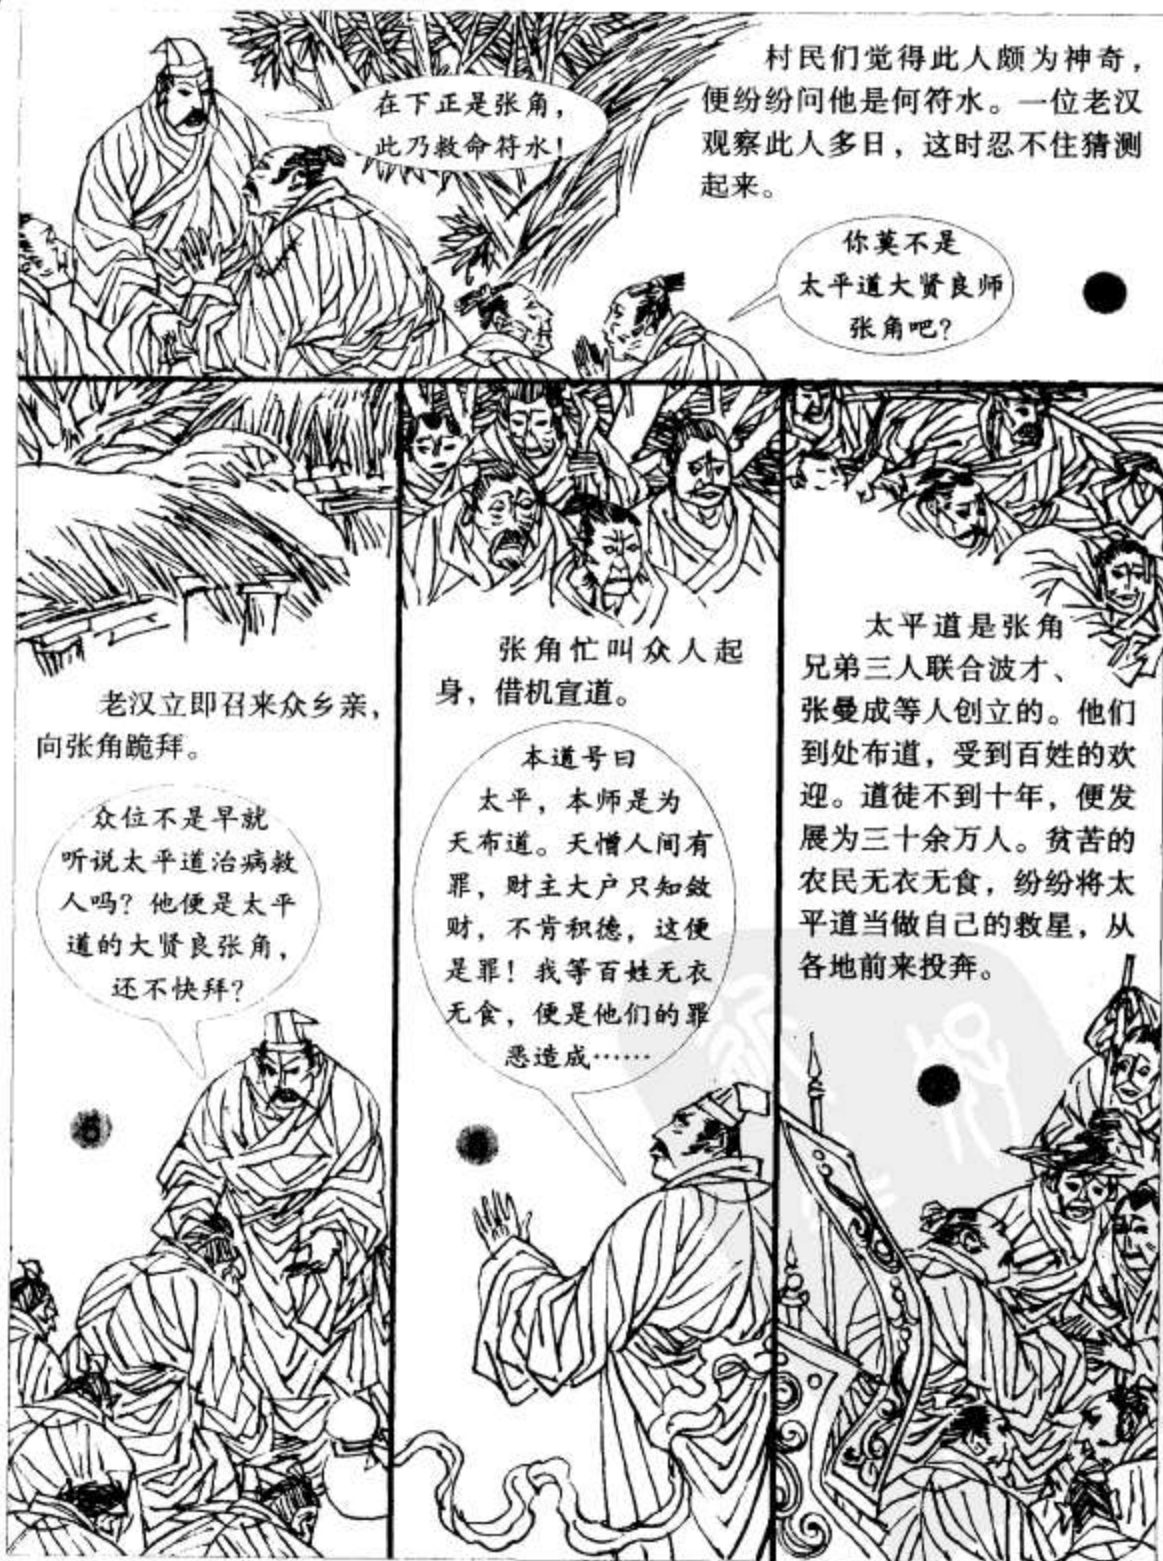 村民们觉得此人颇为神奇，
便纷纷问他是何符水。一位老汉
观察此人多日，这时忍不住猜测
起来。
你莫不是
太平道大贤良师
张角吧？
在下正是张角，
此乃救命符水！
老汉立即召来众乡亲，
向张角跪拜。
众位不是早就
听说太平道治病救
人吗？他便是太平
道的大贤良张角，
还不快拜？
张角忙叫众人起
身，借机宣道。
本道号曰
太平，本师是为
天布道。天憎人间有
罪，财主大户只知敛
财，不肯积德，这便
是罪！我等百姓无衣
无食，便是他们的罪
恶造成……
太平道是张角
兄弟三人联合波才、
张曼成等人创立的。他们
到处布道，受到百姓的欢
迎。道徒不到十年，便发
展为三十余万人。贫苦的
农民无衣无食，纷纷将太
平道当做自己的救星，从
各地前来投奔。